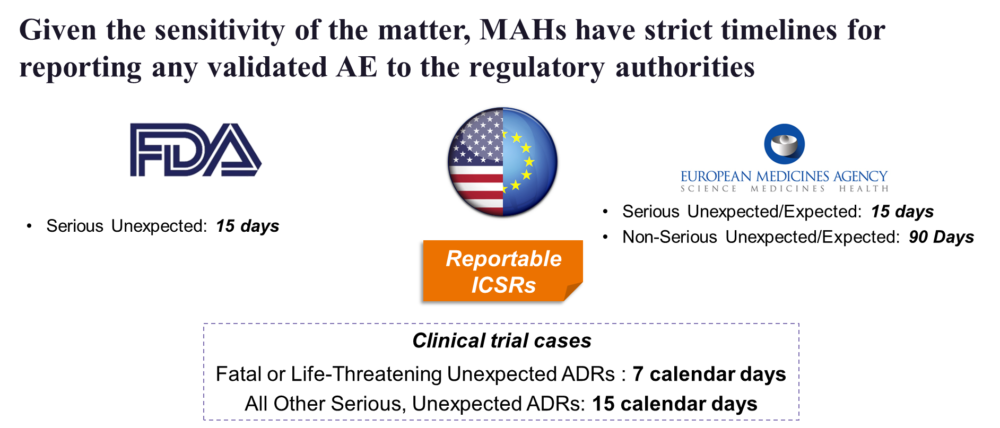 Given the sensitivity of the matter, MAHs have strict timelines for
reporting any validated AE to the regulatory authorities
FDA
EUROPEAN MEDICINES AGENCY
SCIENCE MEDICINES HEALTH
• Serious Unexpected: 15 days
• Serious Unexpected/Expected: 15 days
• Non-Serious Unexpected/Expected: 90 Days
Reportable
ICSRs
Clinical trial cases
Fatal or Life-Threatening Unexpected ADRs : 7 calendar days
All Other Serious, Unexpected ADRs: 15 calendar days